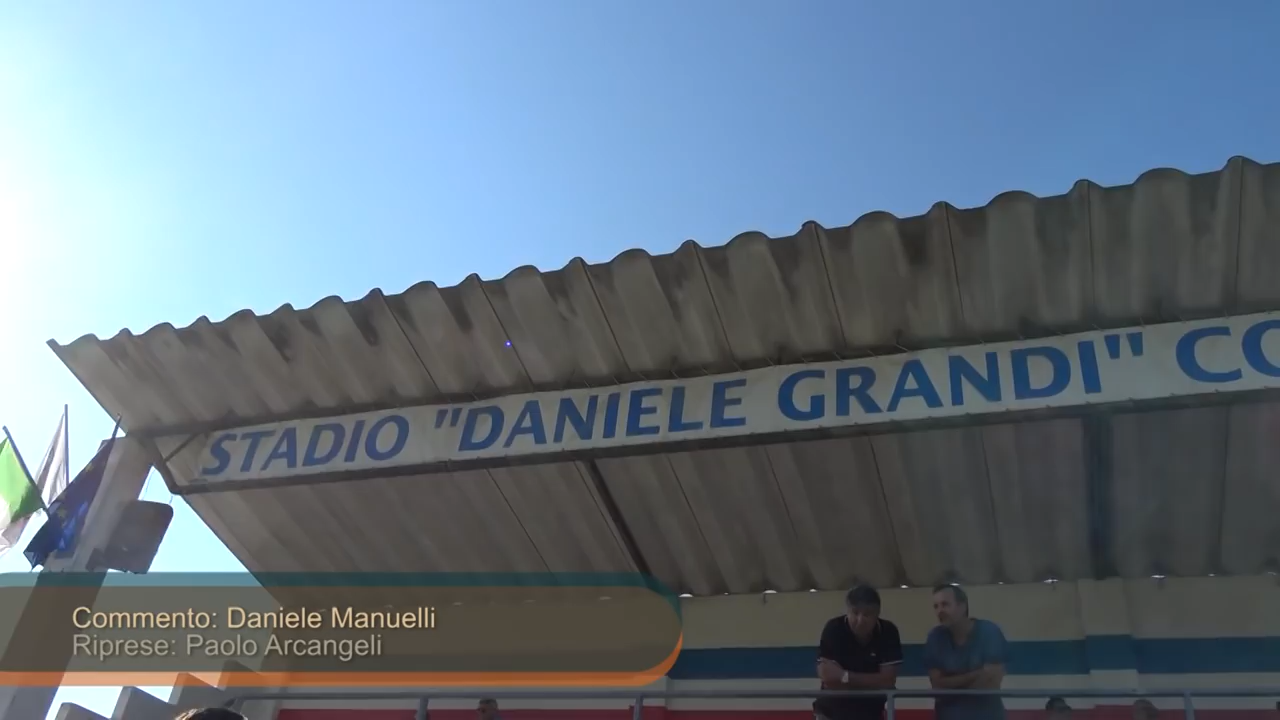 STADIO "DANIELE GRANDI" CO
Commento: Daniele Manuelli
Riprese: Paolo Arcangeli